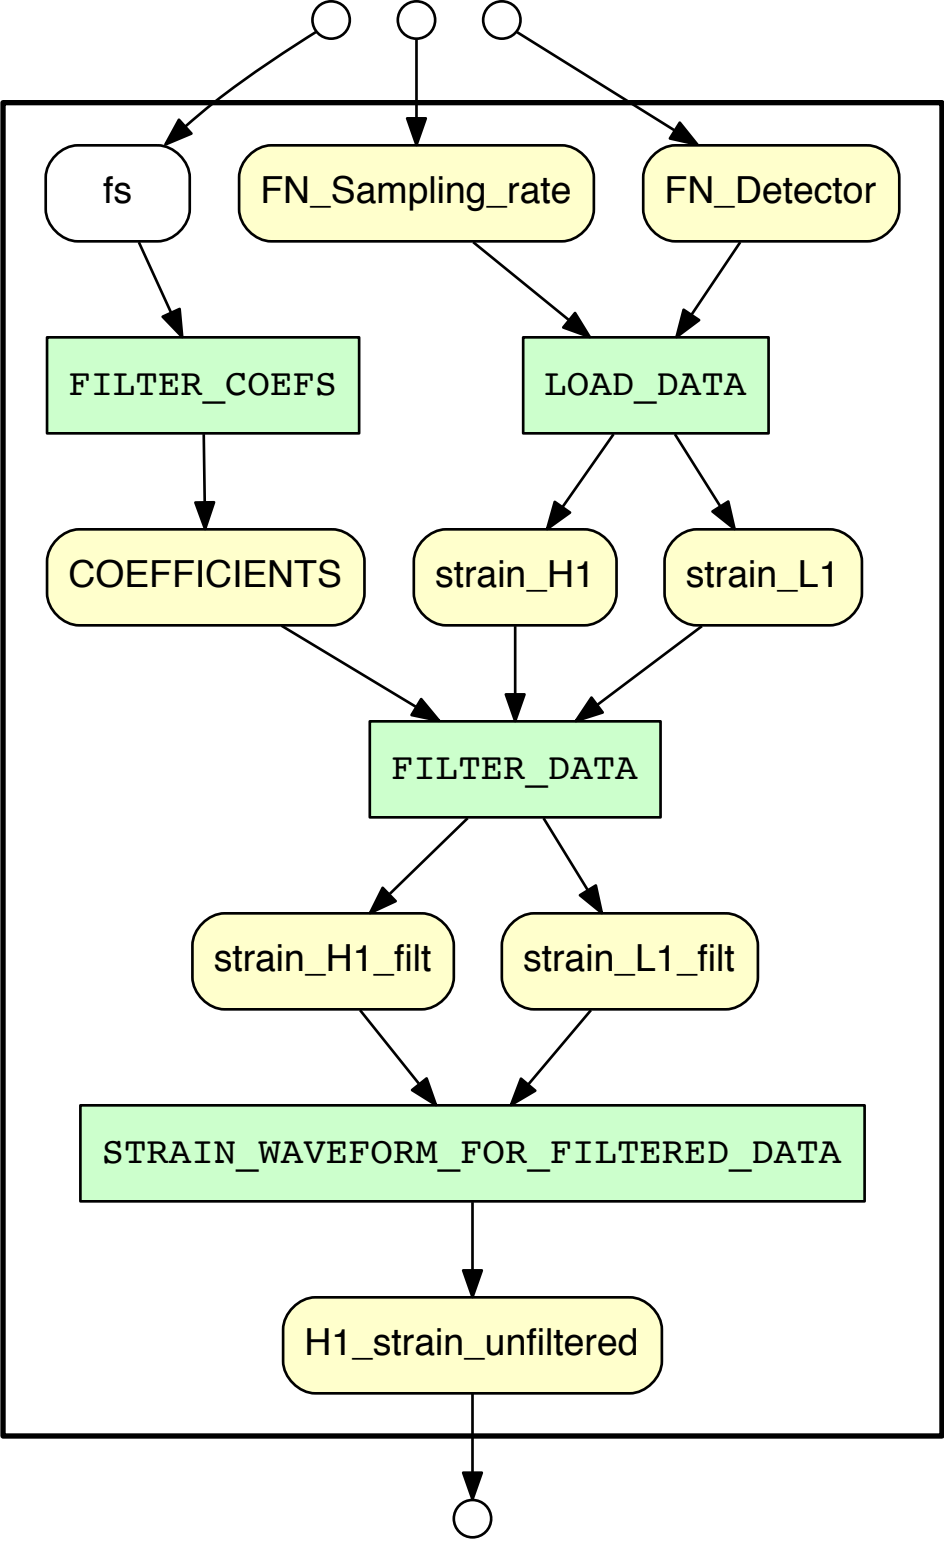 fs
FN_Sampling_rate
FN_Detector
FILTER_COEFS
LOAD_DATA
COEFFICIENTS
strain_H1
strain_L1
FILTER_DATA
strain_H1_filt
strain_L1_filt
STRAIN_WAVEFORM_FOR_FILTERED_DATA
H1_strain_unfiltered